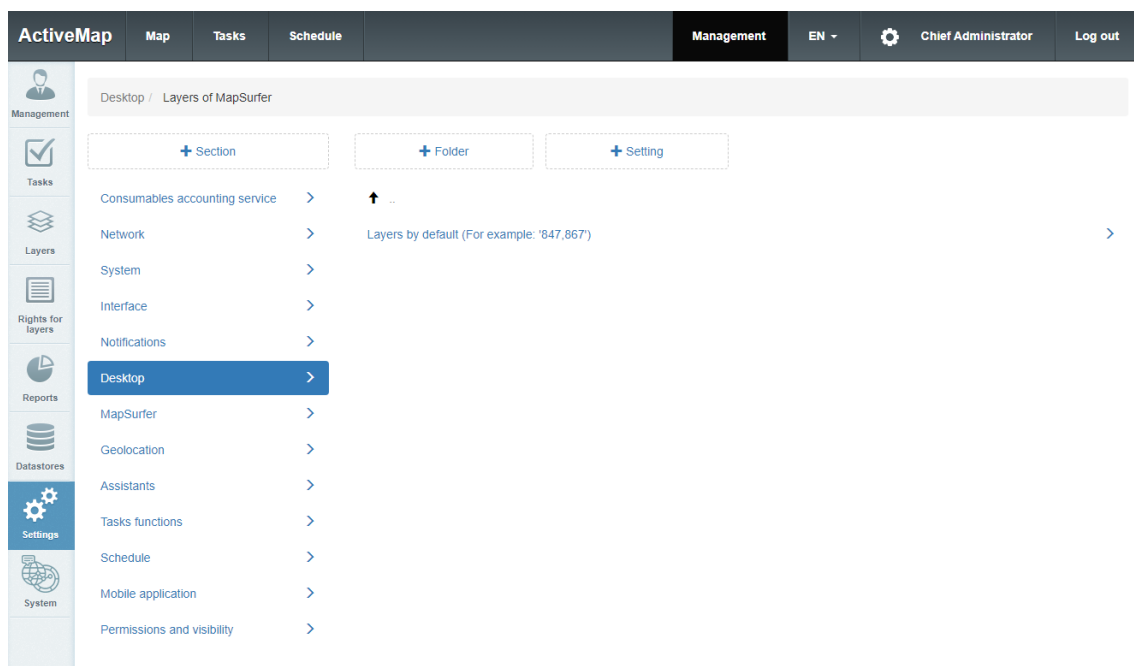 ActiveMap Map Tasks Schedule Management EN Chief Administrator Log out
Management
Tasks
Layers
Rights for
layers
Reports
Datastores
Settings
System
Desktop / Layers of MapSurfer
+ Section
Consumables accounting service
Network
System
Interface
Notifications
Desktop
MapSurfer
Geolocation
Assistants
Tasks functions
Schedule
Mobile application
Permissions and visibility
+ Folder + Setting
..
Layers by default (For example: '847,867')